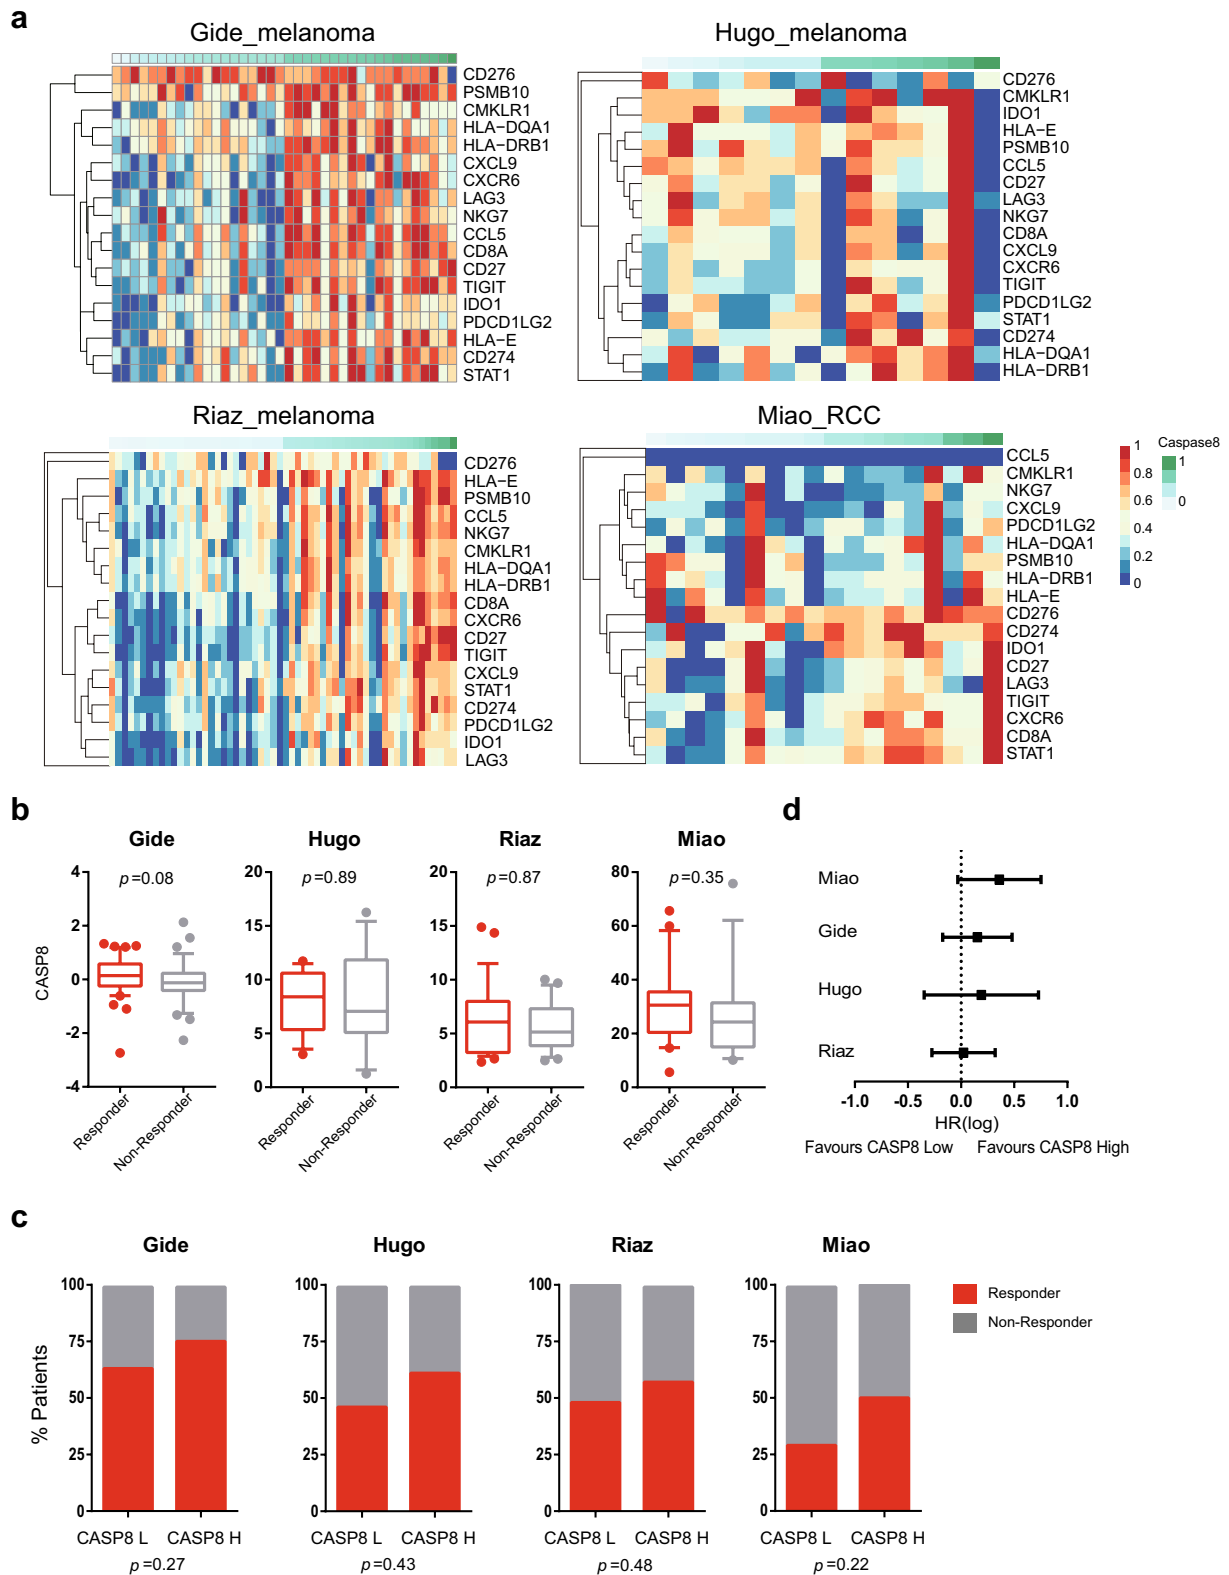 a
Gide_melanoma
CD276
PSMB10
CMKLR1
HLA−DQA1
HLA−DRB1
CXCL9
CXCR6
LAG3
NKG7
CCL5
CD8A
CD27
TIGIT
IDO1
PDCD1LG2
HLA−E
CD274
STAT1
Hugo_melanoma
CD276
CMKLR1
IDO1
HLA−E
PSMB10
CCL5
CD27
LAG3
NKG7
CD8A
CXCL9
CXCR6
TIGIT
PDCD1LG2
STAT1
CD274
HLA−DQA1
HLA−DRB1
Riaz_melanoma
CD276
HLA−E
PSMB10
CCL5
NKG7
CMKLR1
HLA−DQA1
HLA−DRB1
CD8A
CXCR6
CD27
TIGIT
CXCL9
STAT1
CD274
PDCD1LG2
IDO1
LAG3
Miao_RCC
CCL5
CMKLR1
NKG7
CXCL9
PDCD1LG2
HLA−DQA1
PSMB10
HLA−DRB1
HLA−E
CD276
CD274
IDO1
CD27
LAG3
TIGIT
CXCR6
CD8A
STAT1
1
0.8
0.6
0.4
0.2
0
Caspase8
1
0
b
Gide
CASP8
4
2
0
-2
-4
p=0.08
Responder
Non-Responder
Hugo
20
15
10
5
0
p=0.89
Responder
Non-Responder
Riaz
20
15
10
5
0
p=0.87
Responder
Non-Responder
Miao
80
60
40
20
0
p=0.35
Responder
Non-Responder
d
Miao
Gide
Hugo
Riaz
-1.0 -0.5 0.0 0.5 1.0
HR(log)
Favours CASP8 Low Favours CASP8 High
c
% Patients
Gide
100
75
50
25
0
CASP8 L CASP8 H
p=0.27
Hugo
100
75
50
25
0
CASP8 L CASP8 H
p=0.43
Riaz
100
75
50
25
0
CASP8 L CASP8 H
p=0.48
Miao
100
75
50
25
0
CASP8 L CASP8 H
p=0.22
Responder
Non-Responder